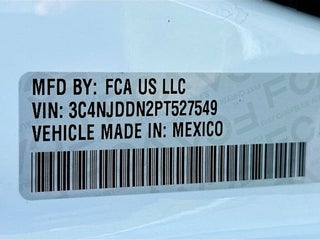 MFD BY: FCA US LLC
VIN: 3C4NJDDN2PT527549
VEHICLE MADE IN: MEXICO